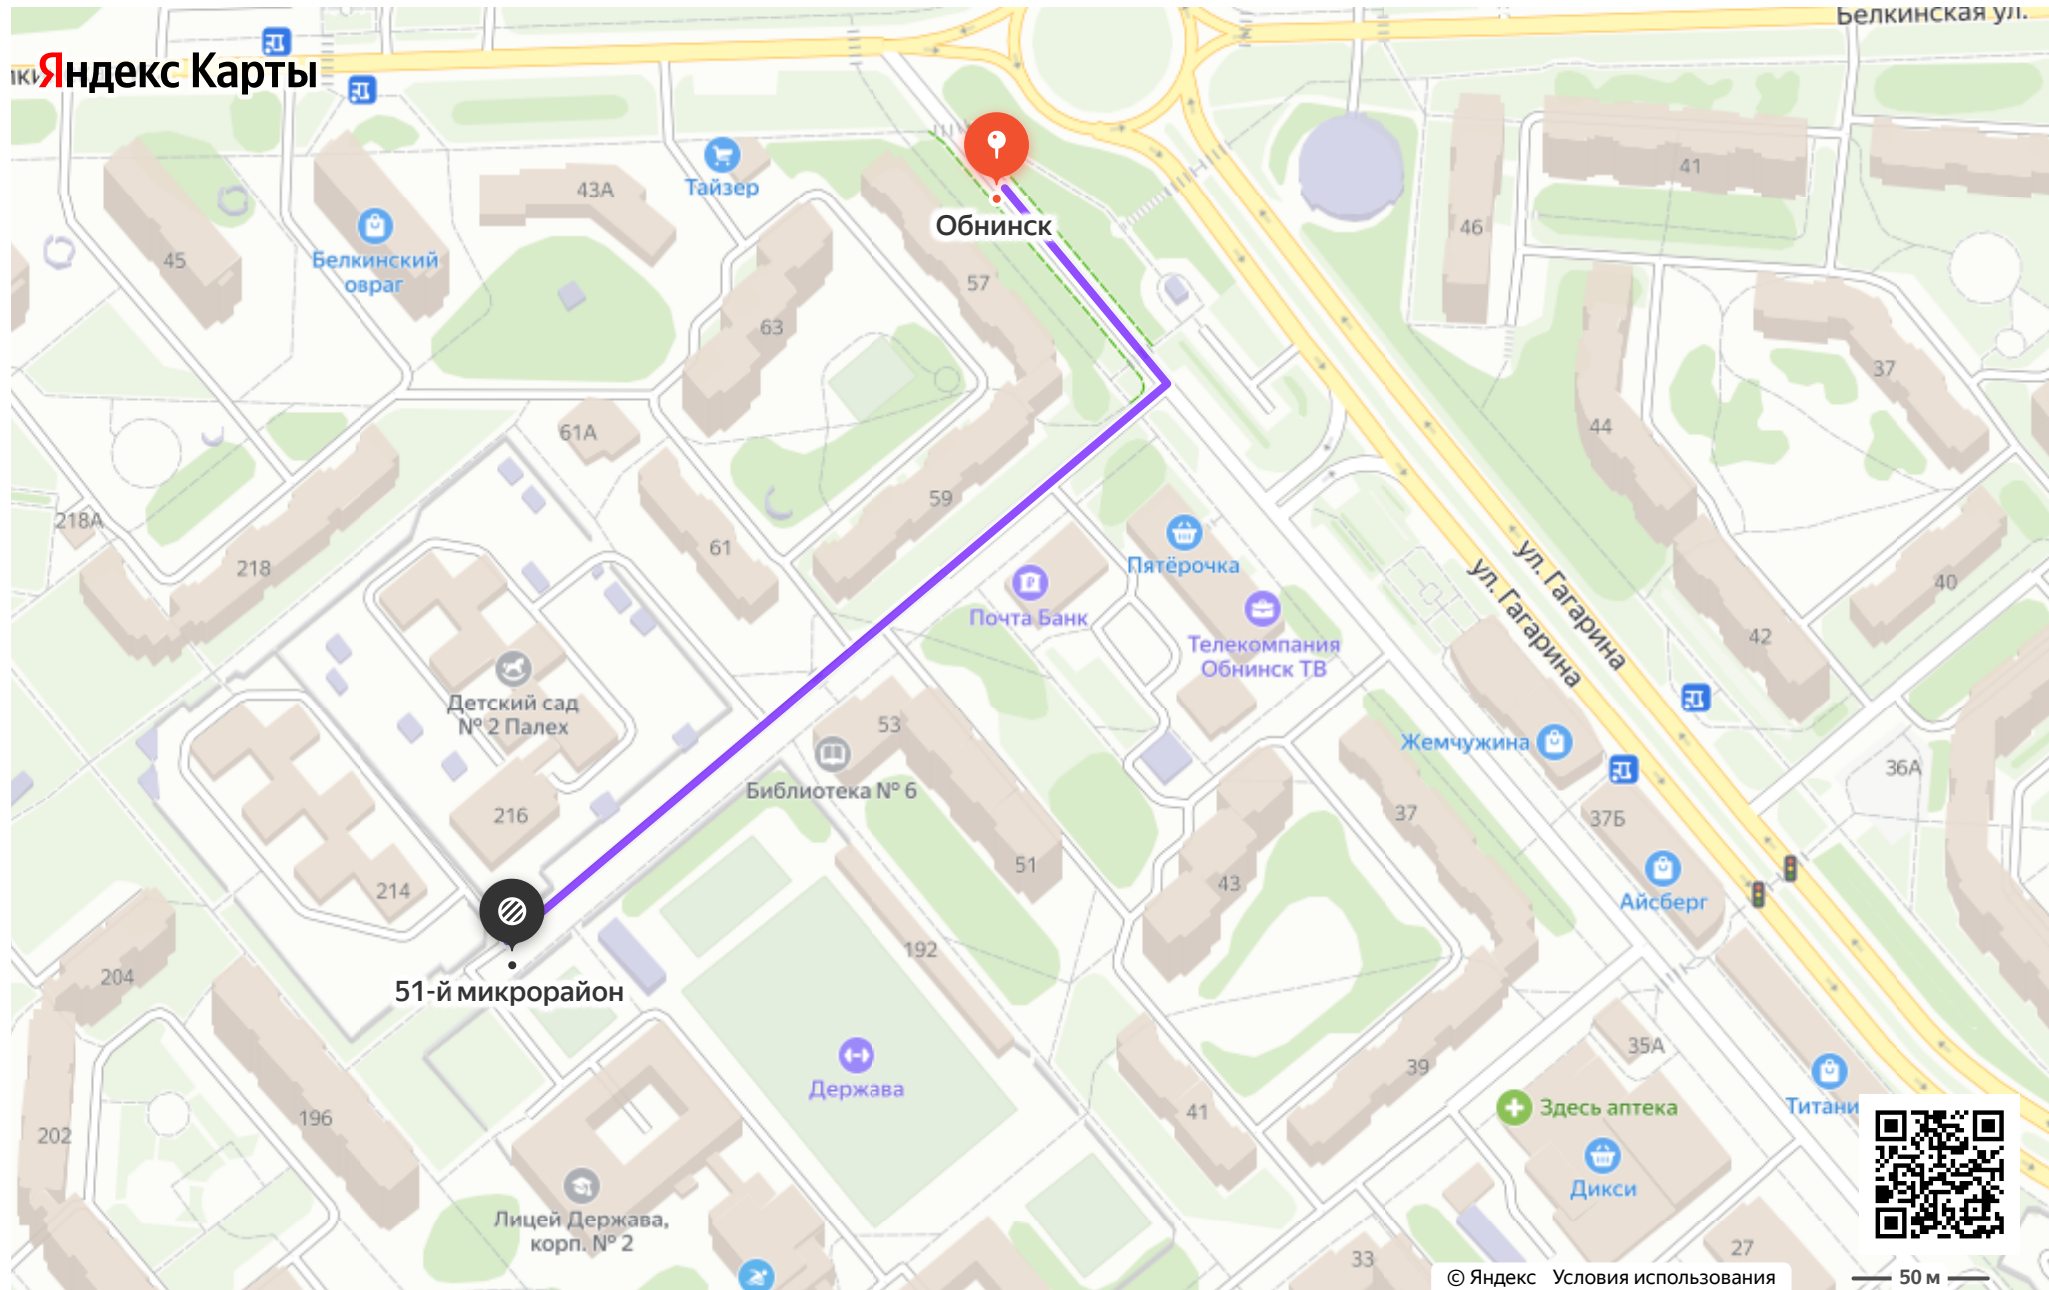 Белкинская ул.
Яндекс Карты
Тайзер
43А
41
45
Белкинский
овраг
Обнинск
46
57
63
37
61А
44
218А
59
61
218
Пятёрочка
ул. Гагарина
ул. Гагарина
40
Почта Банк
42
Телекомпания
Обнинск ТВ
Детский сад
№ 2 Палех
53
Жемчужина
36А
Библиотека № 6
216
37
37Б
51
43
214
Айсберг
192
204
51-й микрорайон
35А
39
Держава
Здесь аптека
41
Титани
196
202
Дикси
Лицей Держава,
корп. № 2
33
27
© Яндекс Условия использования
50 м